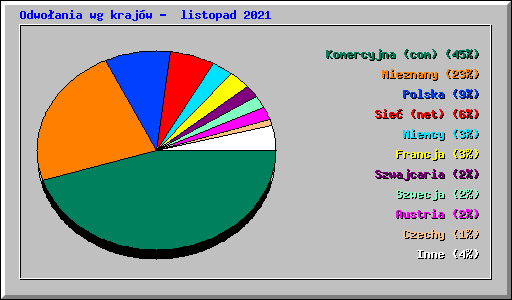 Odwołania wg krajów - listopad 2021
Komercyjna (com) (45%)
Nieznany (23%)
Polska (9%)
Sieć (net) (6%)
Niemcy (3%)
Francja (3%)
Szwajcaria (2%)
Szwecja (2%)
Austria (2%)
Czechy (1%)
Inne (4%)